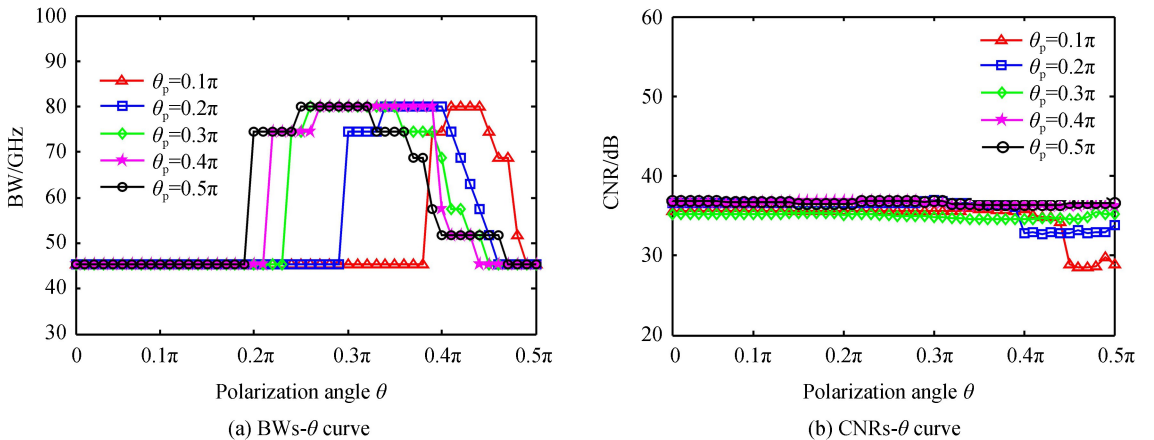 100
90
80
70
60
50
40
30
BW/GHz
θp=0.1π
θp=0.2π
θp=0.3π
θp=0.4π
θp=0.5π
0 0.1π 0.2π 0.3π 0.4π 0.5π
Polarization angle θ
(a) BWs-θ curve
60
50
40
30
20
CNR/dB
θp=0.1π
θp=0.2π
θp=0.3π
θp=0.4π
θp=0.5π
0 0.1π 0.2π 0.3π 0.4π 0.5π
Polarization angle θ
(b) CNRs-θ curve